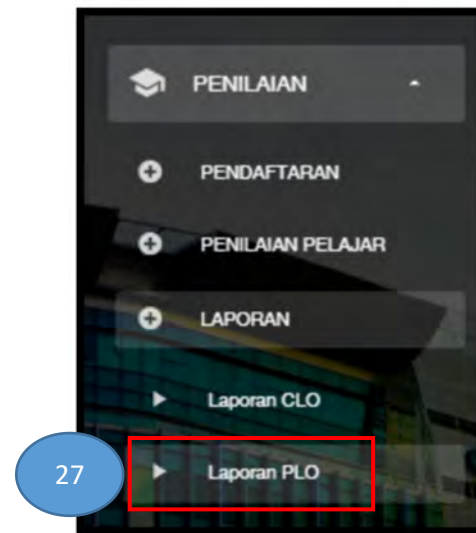 PENILAIAN
PENDAFTARAN
PENILAIAN PELAJAR
LAPORAN
Laporan CLO
27
Laporan PLO